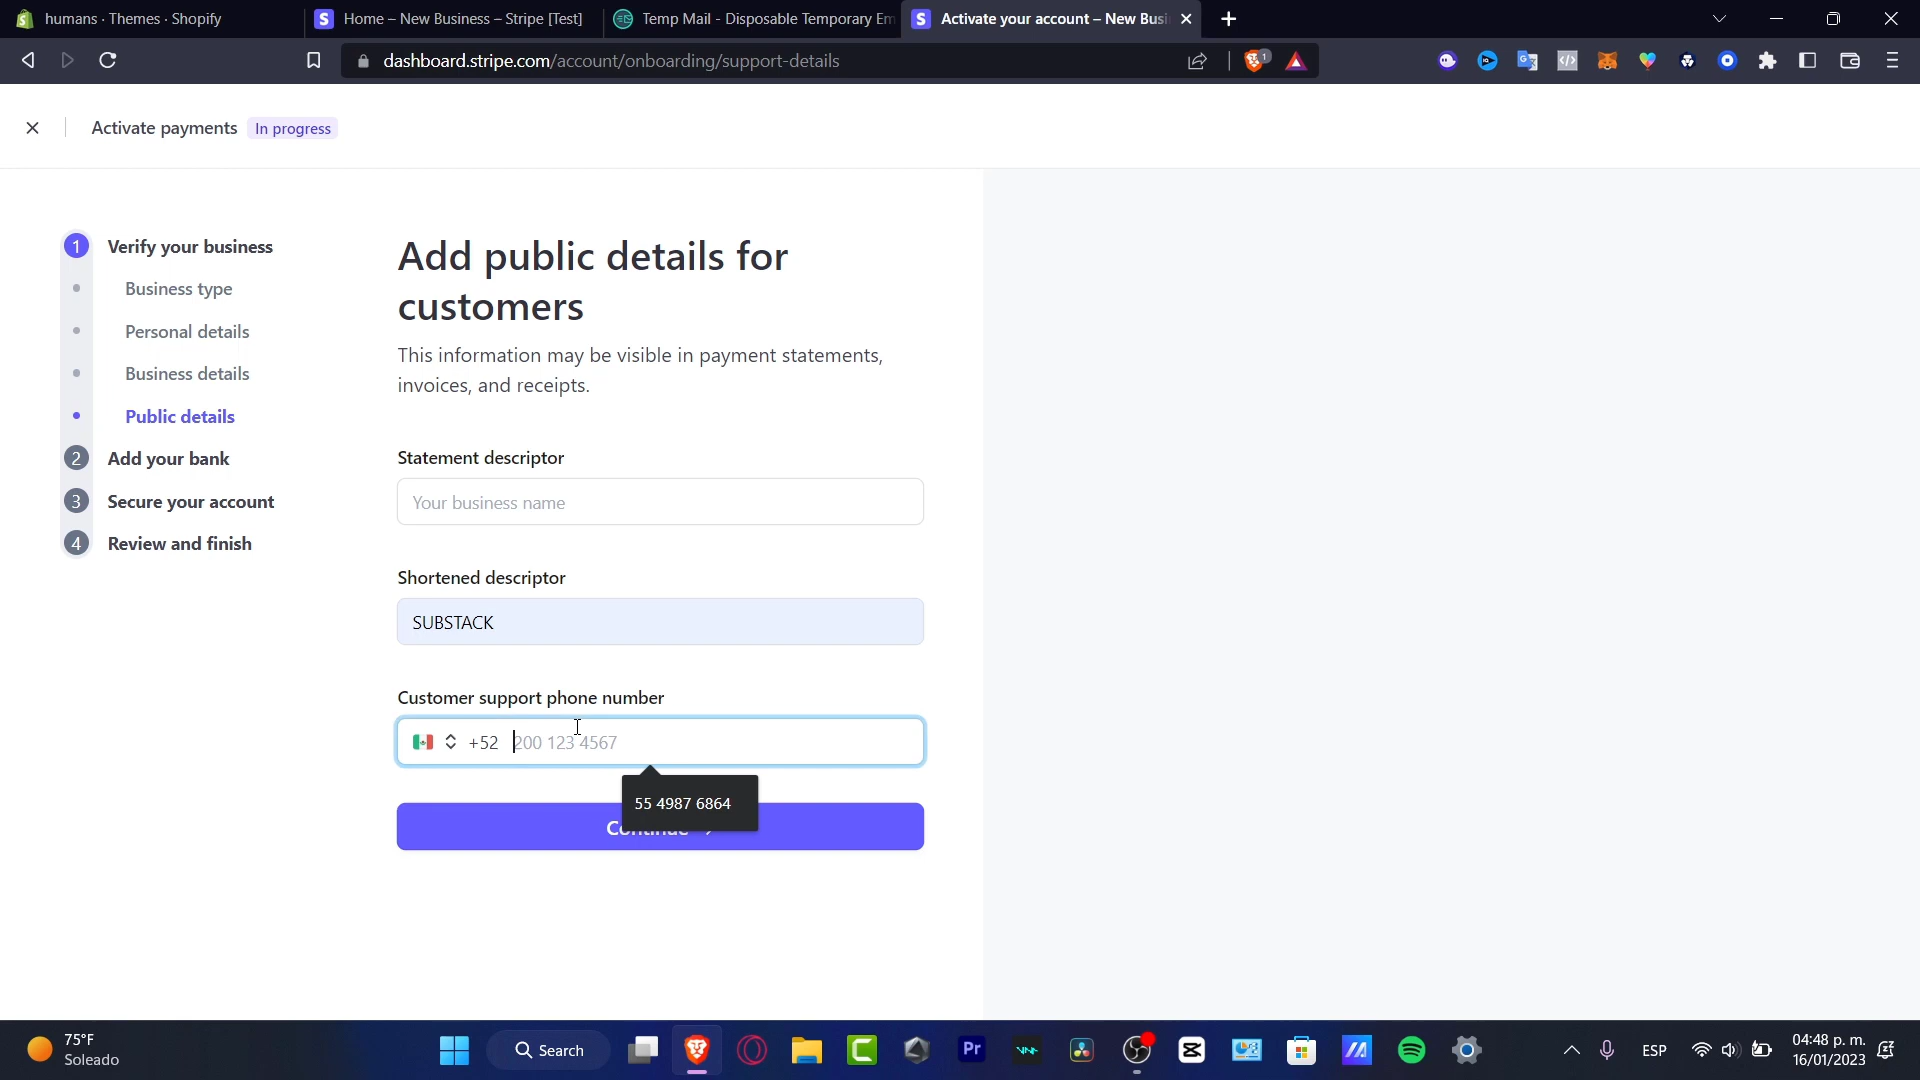 humans · Themes · Shopify
Home – New Business – Stripe [Test]
Temp Mail - Disposable Temporary Em
Activate your account – New Busi
dashboard.stripe.com/account/onboarding/support-details
Activate payments
In progress
1 Verify your business
Business type
Personal details
Business details
Public details
2 Add your bank
3 Secure your account
4 Review and finish
Add public details for
customers
This information may be visible in payment statements,
invoices, and receipts.
Statement descriptor
Your business name
Shortened descriptor
SUBSTACK
Customer support phone number
+52 200 123 4567
55 4987 6864
Continue
75°F
Soleado
Search
Pr
ESP
04:48 p. m.
16/01/2023